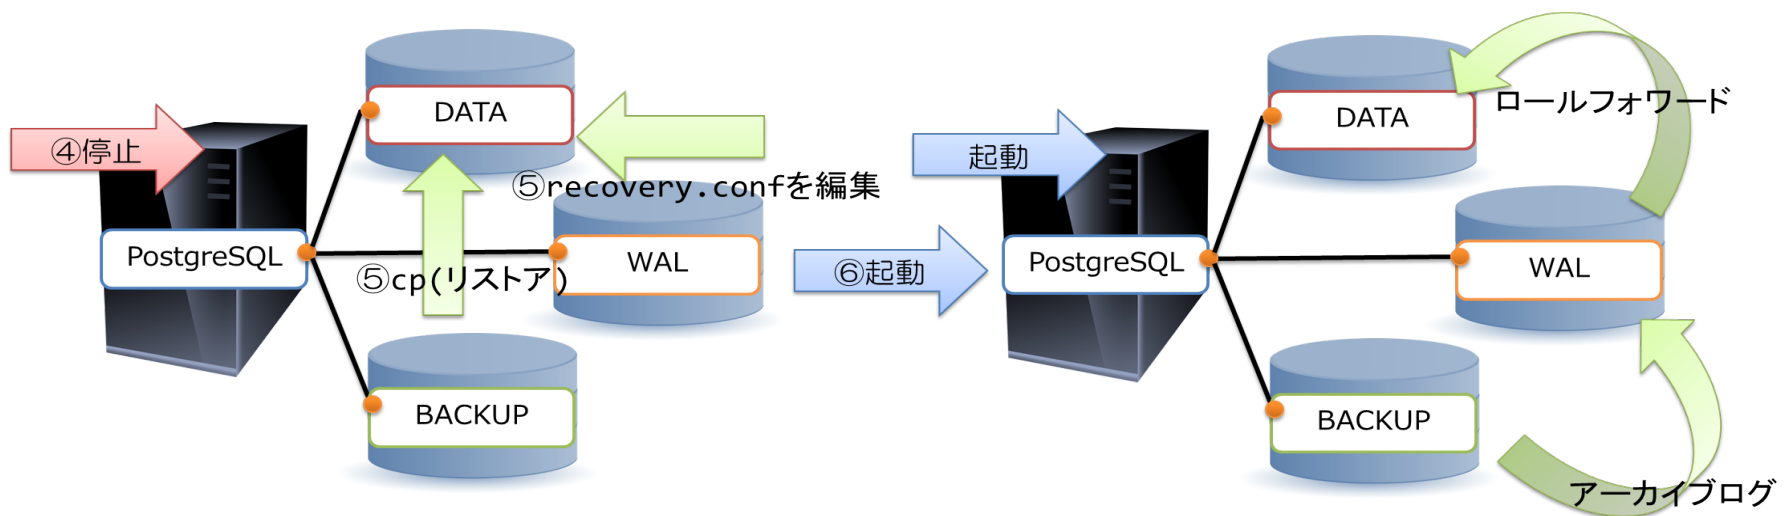 DATA
④停止
⑤recovery.confを編集
PostgreSQL
WAL
⑤cp(リストア)
BACKUP
DATA
ロールフォワード
起動
PostgreSQL
WAL
⑥起動
BACKUP
アーカイブログ